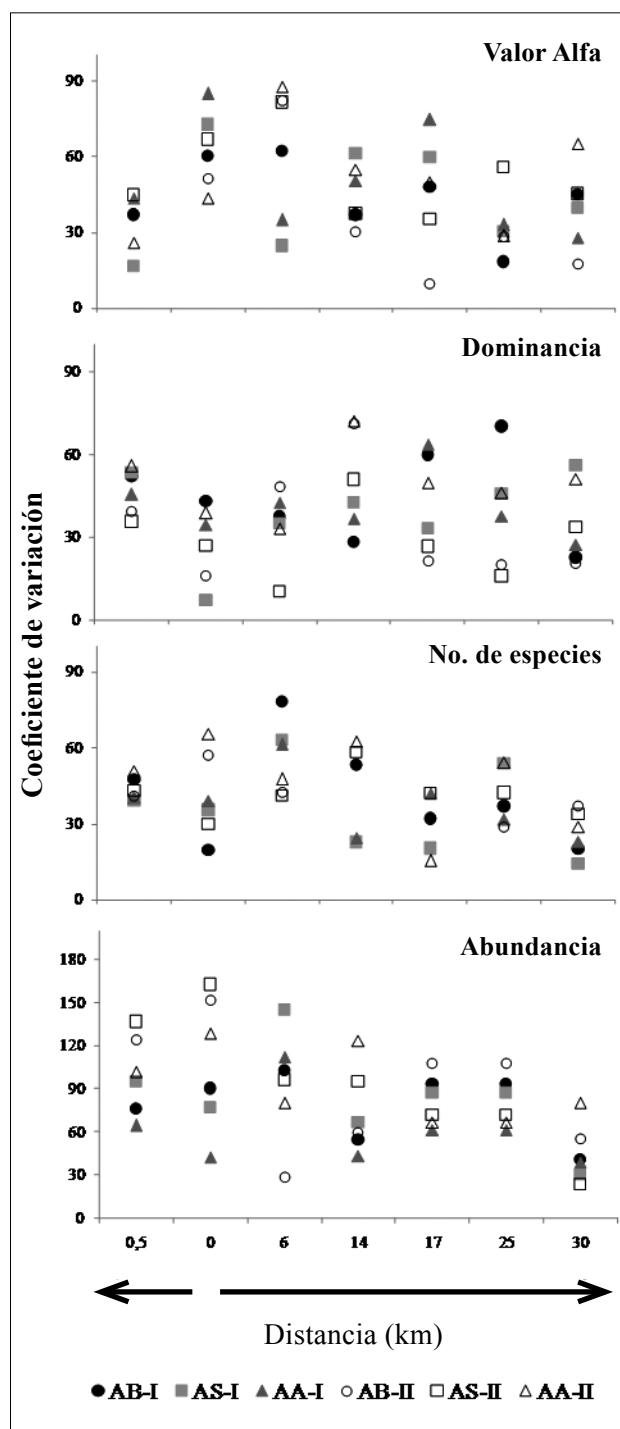 Valor Alfa
90
60
30
0
Dominancia
90
60
30
0
No. de especies
90
60
30
0
Abundancia
180
150
120
90
60
30
0
Coeficiente de variación
0,5 0 6 14 17 25 30
Distancia (km)
AB-I AS-I AA-I AB-II AS-II AA-II